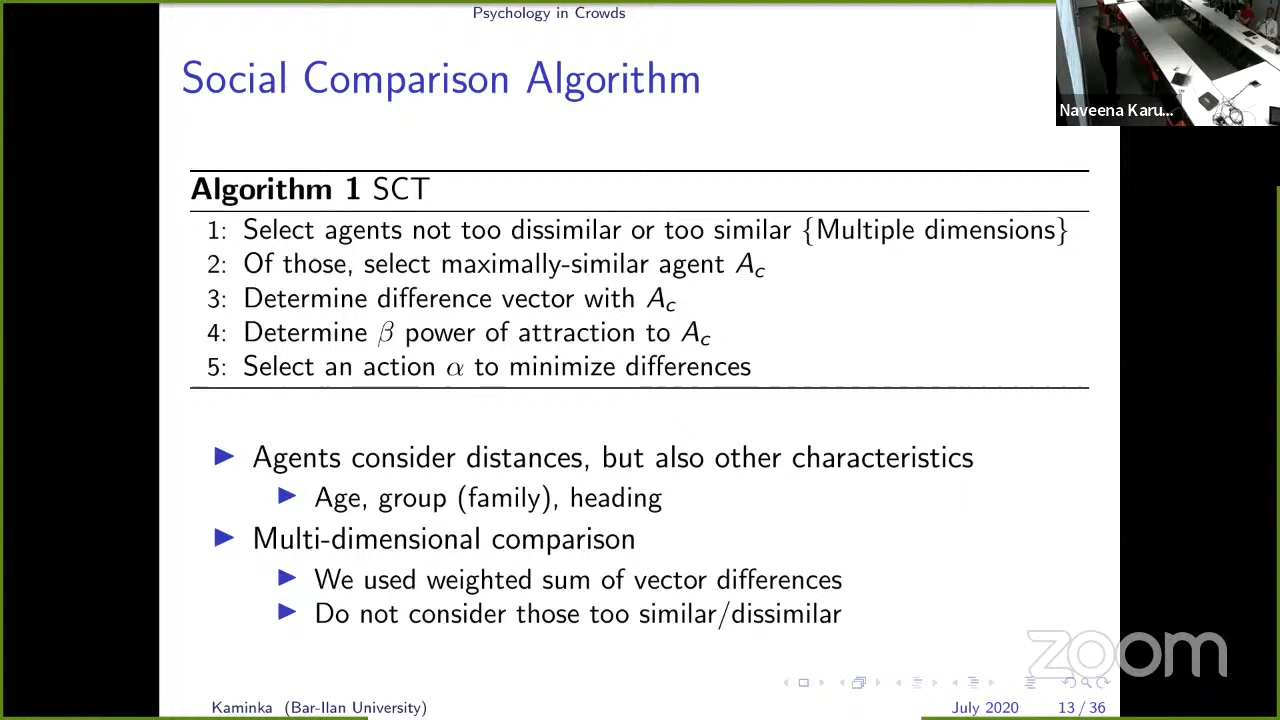 Psychology in Crowds
Naveena Karu...
Social Comparison Algorithm
Algorithm 1 SCT
1: Select agents not too dissimilar or too similar {Multiple dimensions}
2: Of those, select maximally-similar agent A_c
3: Determine difference vector with A_c
4: Determine β power of attraction to A_c
5: Select an action α to minimize differences
▶ Agents consider distances, but also other characteristics
▶ Age, group (family), heading
▶ Multi-dimensional comparison
▶ We used weighted sum of vector differences
▶ Do not consider those too similar/dissimilar
zoom
Kaminka (Bar-Ilan University) July 2020 13 / 36